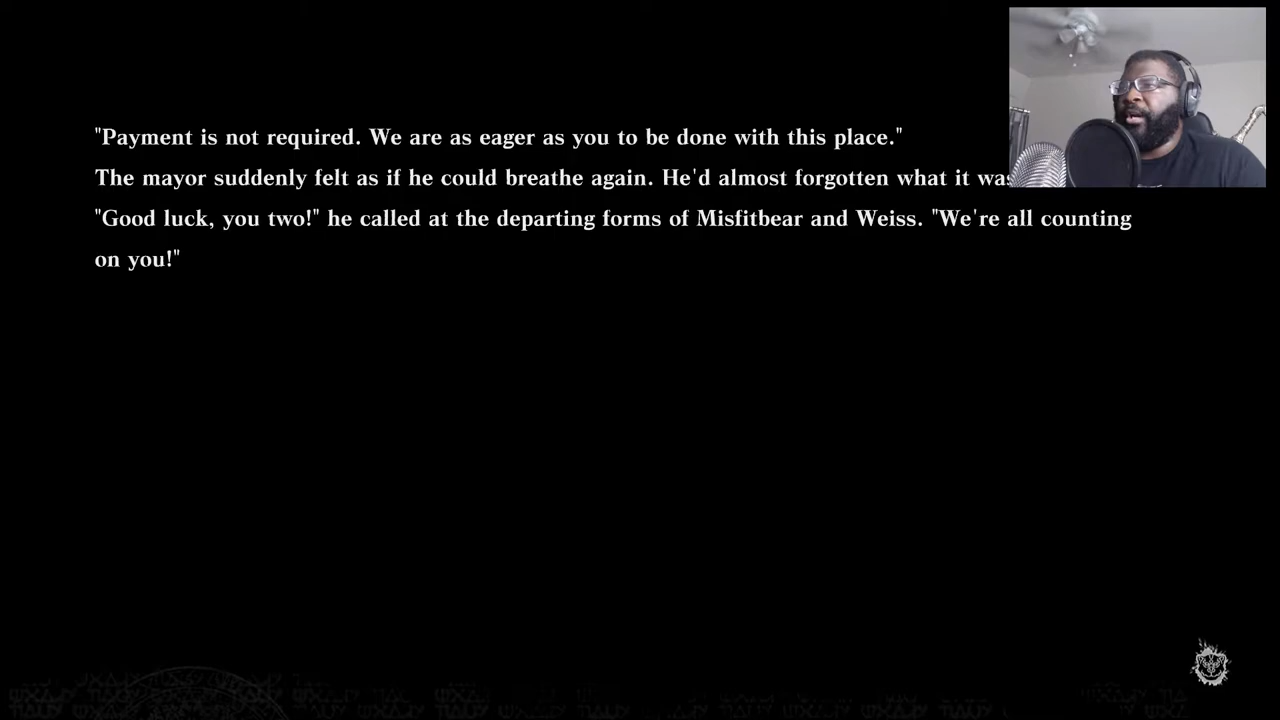 "Payment is not required. We are as eager as you to be done with this place."
The mayor suddenly felt as if he could breathe again. He'd almost forgotten what it was
"Good luck, you two!" he called at the departing forms of Misfitbear and Weiss. "We're all counting
on you!"